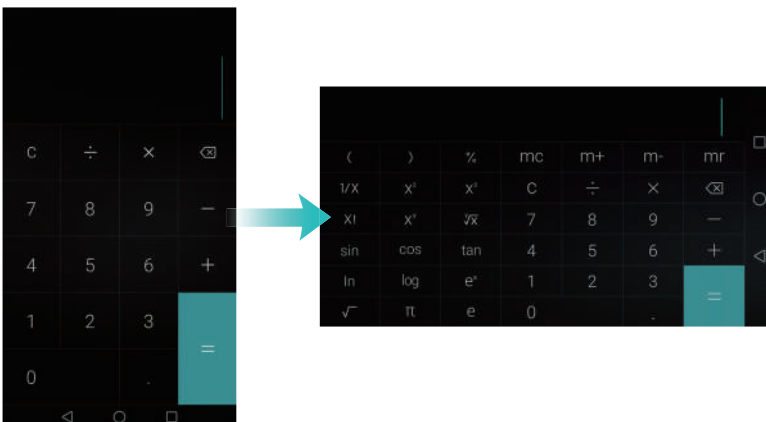 C ÷ ×
7 8 9 −
4 5 6 +
1 2 3
=
0 .
( ) % mc m+ m- mr
1/X X² X³ C ÷ ×
X! Xʸ ʸ√X 7 8 9 −
sin cos tan 4 5 6 +
ln log eˣ 1 2 3
=
√ π e 0 .